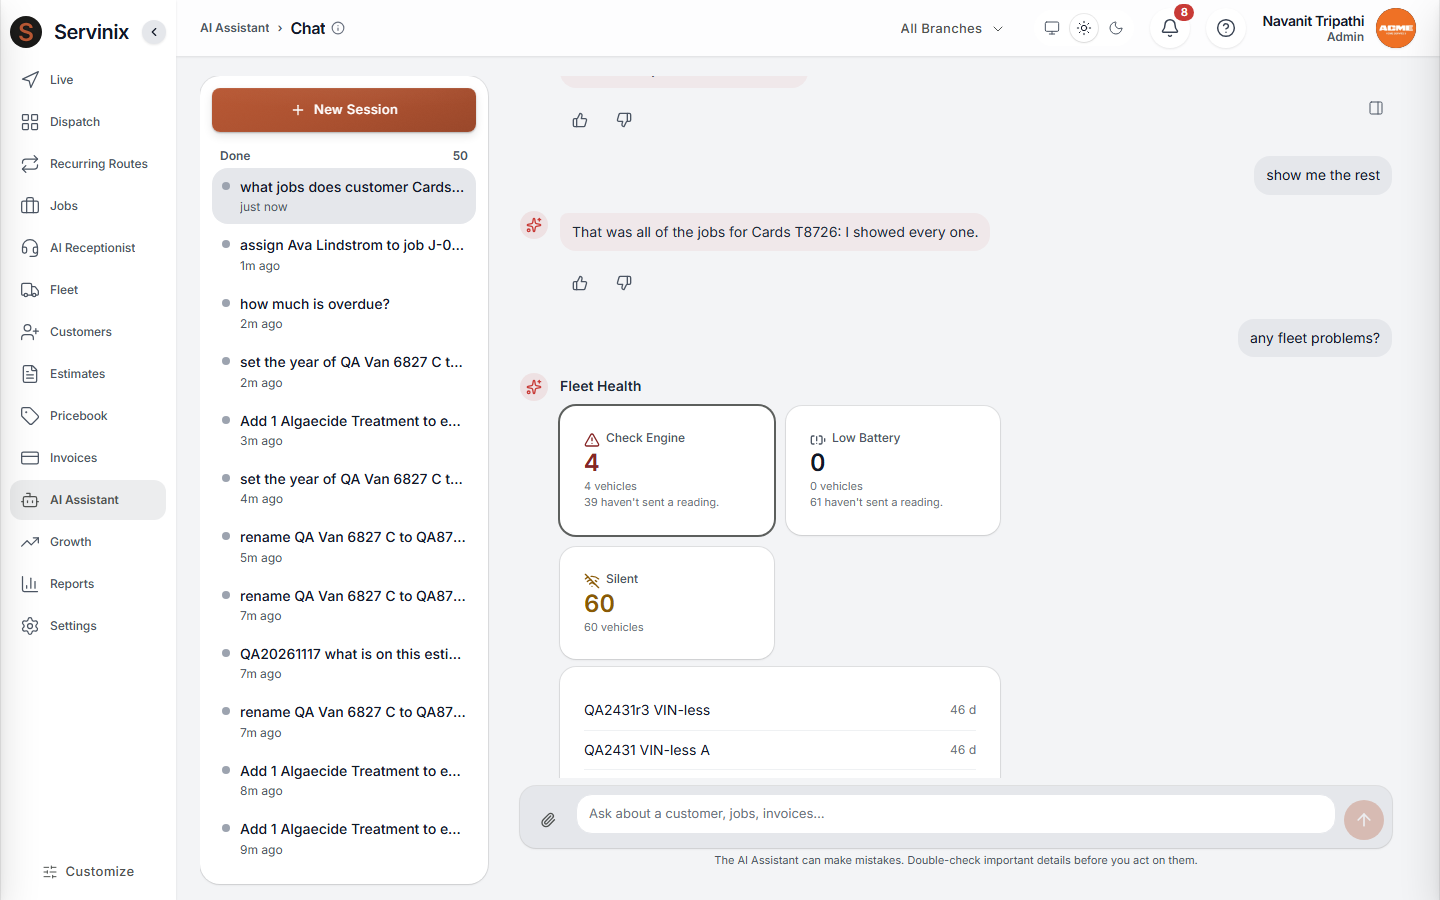 S Servinix
Live
Dispatch
Recurring Routes
Jobs
AI Receptionist
Fleet
Customers
Estimates
Pricebook
Invoices
AI Assistant
Growth
Reports
Settings
Customize
AI Assistant › Chat
All Branches
8
Navanit Tripathi
Admin
ACME
+ New Session
Done 50
what jobs does customer Cards...
just now
assign Ava Lindstrom to job J-0...
1m ago
how much is overdue?
2m ago
set the year of QA Van 6827 C t...
2m ago
Add 1 Algaecide Treatment to e...
3m ago
set the year of QA Van 6827 C t...
4m ago
rename QA Van 6827 C to QA87...
5m ago
rename QA Van 6827 C to QA87...
7m ago
QA20261117 what is on this esti...
7m ago
rename QA Van 6827 C to QA87...
7m ago
Add 1 Algaecide Treatment to e...
8m ago
Add 1 Algaecide Treatment to e...
9m ago
show me the rest
That was all of the jobs for Cards T8726: I showed every one.
any fleet problems?
Fleet Health
Check Engine
4
4 vehicles
39 haven't sent a reading.
Low Battery
0
0 vehicles
61 haven't sent a reading.
Silent
60
60 vehicles
QA2431r3 VIN-less 46 d
QA2431 VIN-less A 46 d
Ask about a customer, jobs, invoices...
The AI Assistant can make mistakes. Double-check important details before you act on them.